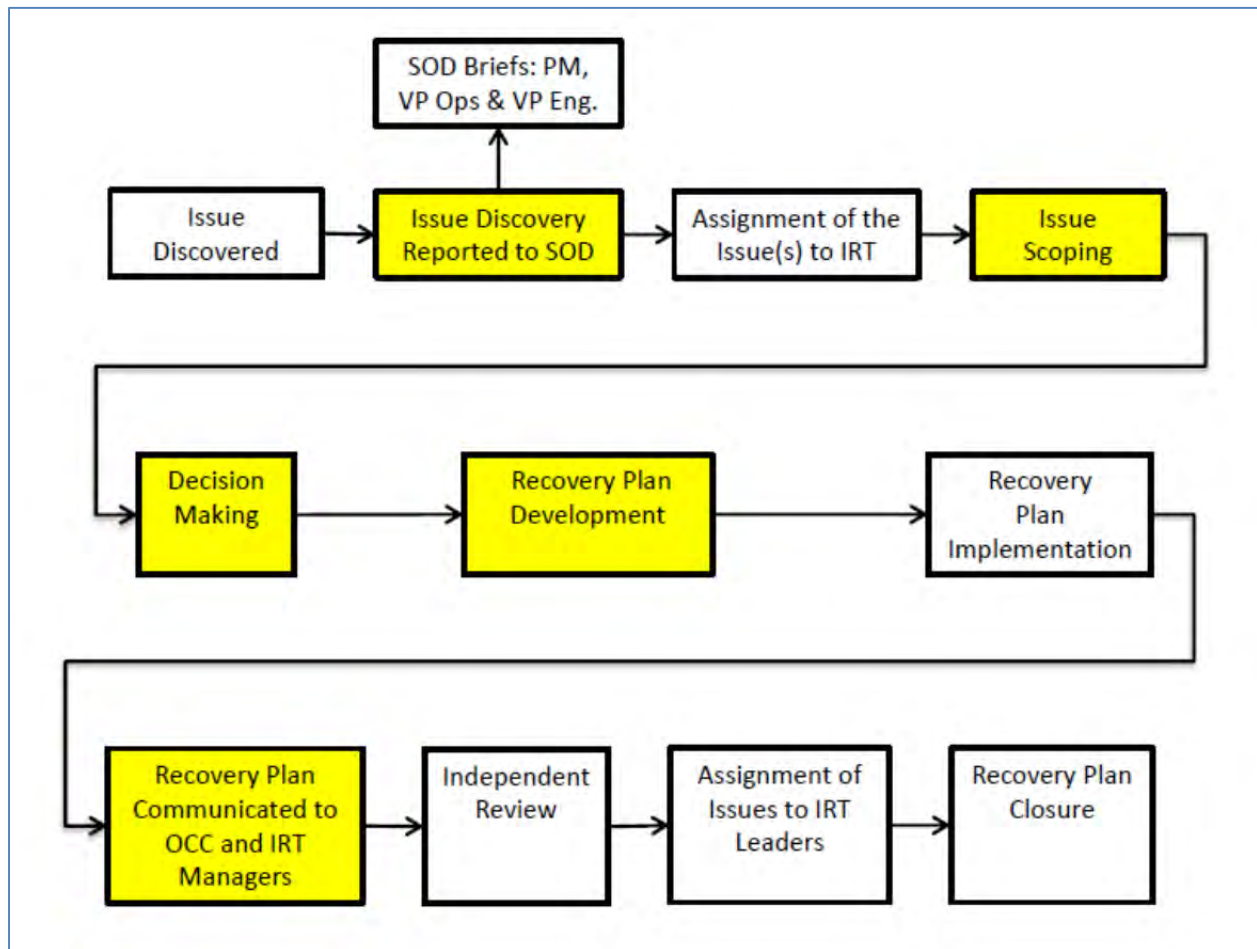 SOD Briefs: PM,
VP Ops & VP Eng.
Issue
Discovered
Issue Discovery
Reported to SOD
Assignment of the
Issue(s) to IRT
Issue
Scoping
Decision
Making
Recovery Plan
Development
Recovery
Plan
Implementation
Recovery Plan
Communicated to
OCC and IRT
Managers
Independent
Review
Assignment of
Issues to IRT
Leaders
Recovery Plan
Closure